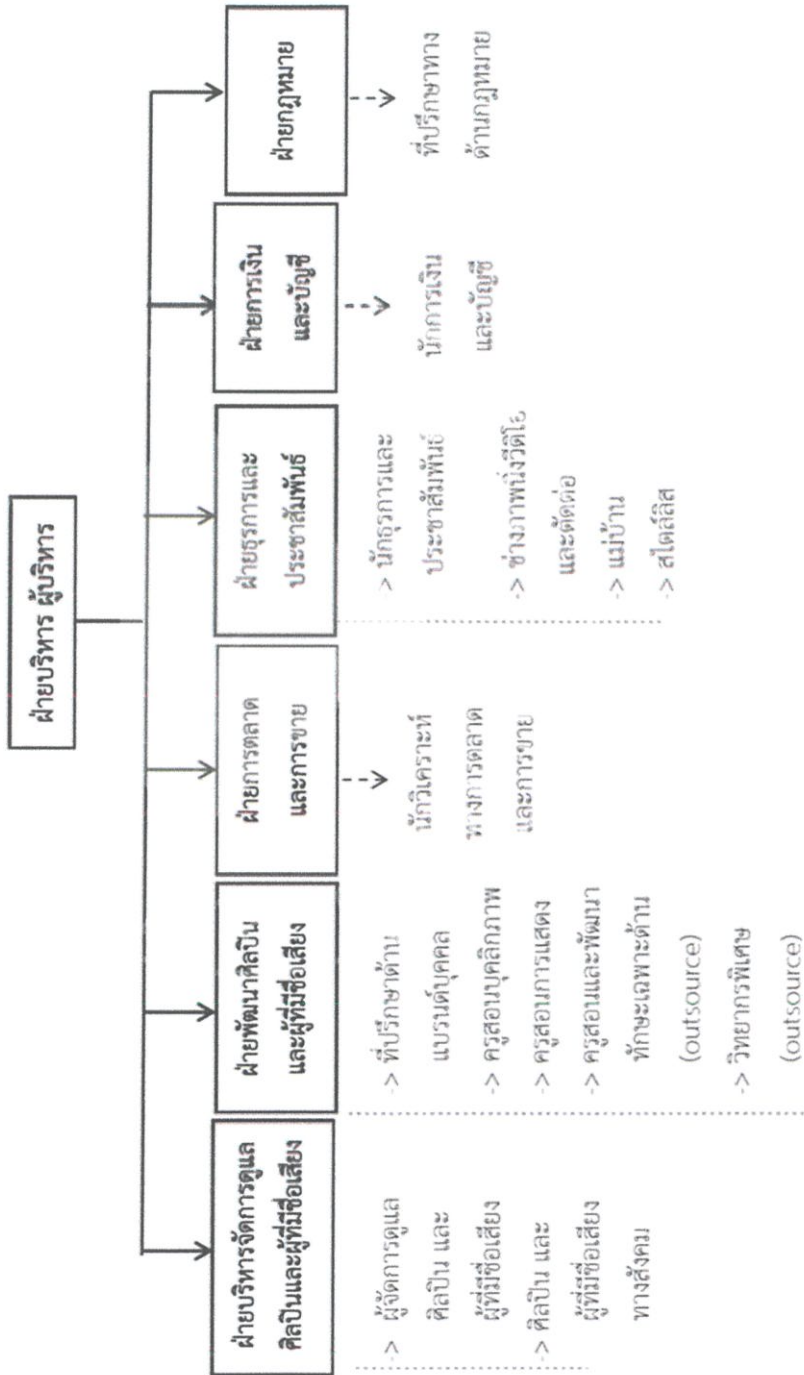 ฝ่ายบริหาร ผู้บริหาร
ฝ่ายบริหารจัดการดูแล
ศิลปินและผู้ที่มีชื่อเสียง
-> ผู้จัดการดูแล
ศิลปิน และ
ผู้ที่มีชื่อเสียง
-> ศิลปิน และ
ผู้ที่มีชื่อเสียง
ทางสังคม
ฝ่ายพัฒนาศิลปิน
และผู้ที่มีชื่อเสียง
-> ที่ปรึกษาด้าน
แบรนด์บุคคล
-> ครูสอนบุคลิกภาพ
-> ครูสอนการแสดง
-> ครูสอนและพัฒนา
ทักษะเฉพาะด้าน
(outsource)
-> วิทยากรพิเศษ
(outsource)
ฝ่ายการตลาด
และการขาย
นักวิเคราะห์
ทางการตลาด
และการขาย
ฝ่ายธุรการและ
ประชาสัมพันธ์
-> นักธุรการและ
ประชาสัมพันธ์
-> ช่างภาพนิ่งวีดิโอ
และตัดต่อ
-> แม่บ้าน
-> สไตล์ลิส
ฝ่ายการเงิน
และบัญชี
นักการเงิน
และบัญชี
ฝ่ายกฎหมาย
ที่ปรึกษาทาง
ด้านกฎหมาย